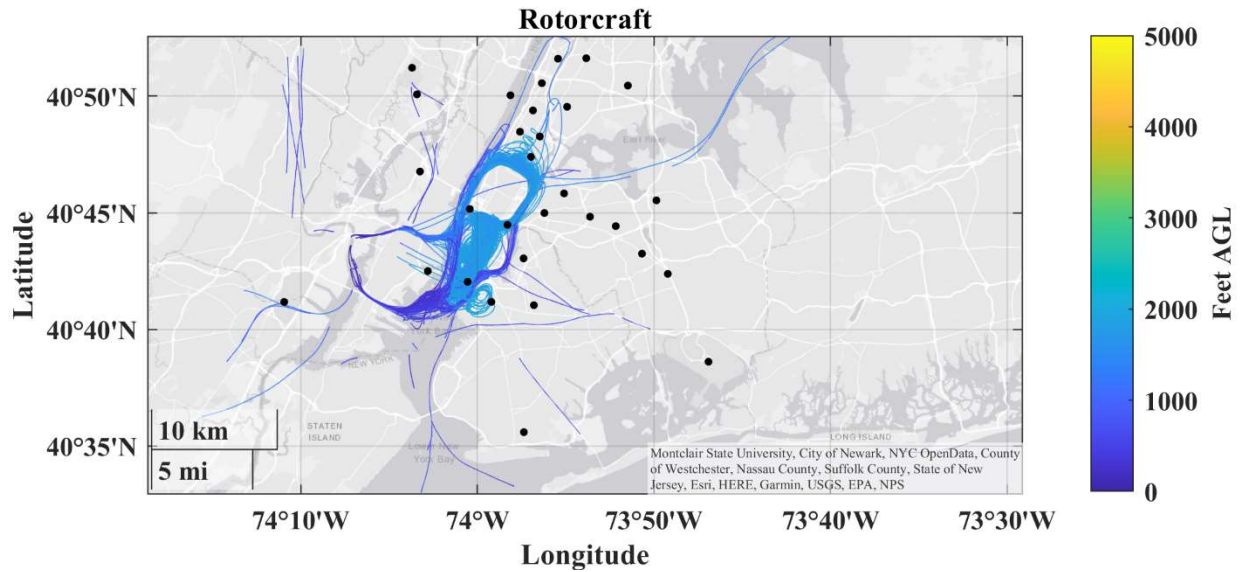 Rotorcraft
5000
4000
3000
2000
1000
0
Feet AGL
40°50'N
40°45'N
40°40'N
40°35'N
Latitude
East River
York Bay
NEW YORK
STATEN
ISLAND
Lower New
York Bay
LONG ISLAND
10 km
5 mi
Montclair State University, City of Newark, NYC OpenData, County
of Westchester, Nassau County, Suffolk County, State of New
Jersey, Esri, HERE, Garmin, USGS, EPA, NPS
74°10'W
74°W
73°50'W
73°40'W
73°30'W
Longitude